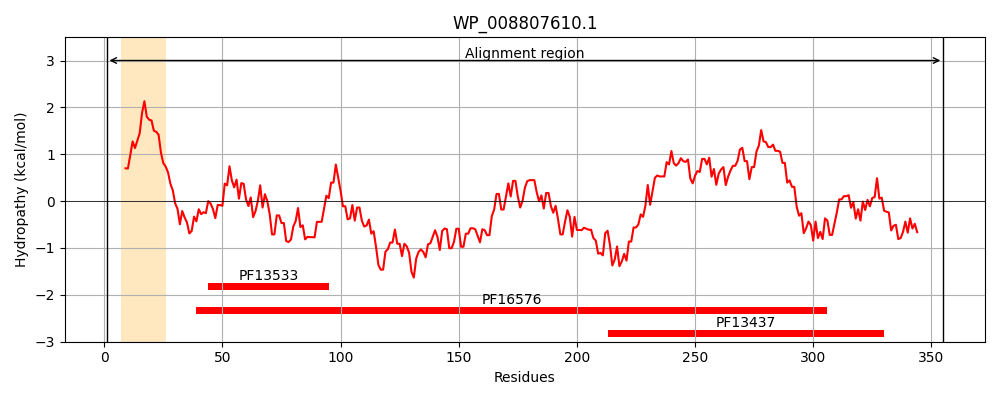 WP_008807610.1
Hydropathy (kcal/mol)
3
2
1
0
−1
−2
−3
Alignment region
PF13533
PF16576
PF13437
0 50 100 150 200 250 300 350
Residues